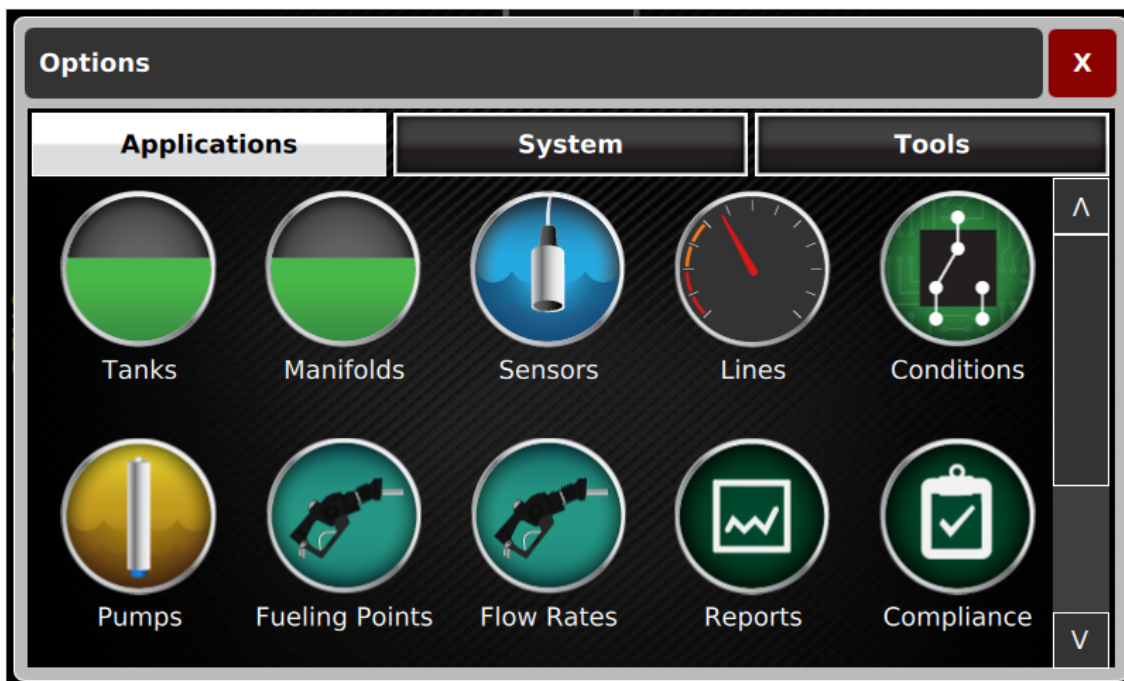 Options
X
Applications
System
Tools
Tanks
Manifolds
Sensors
Lines
Conditions
Pumps
Fueling Points
Flow Rates
Reports
Compliance